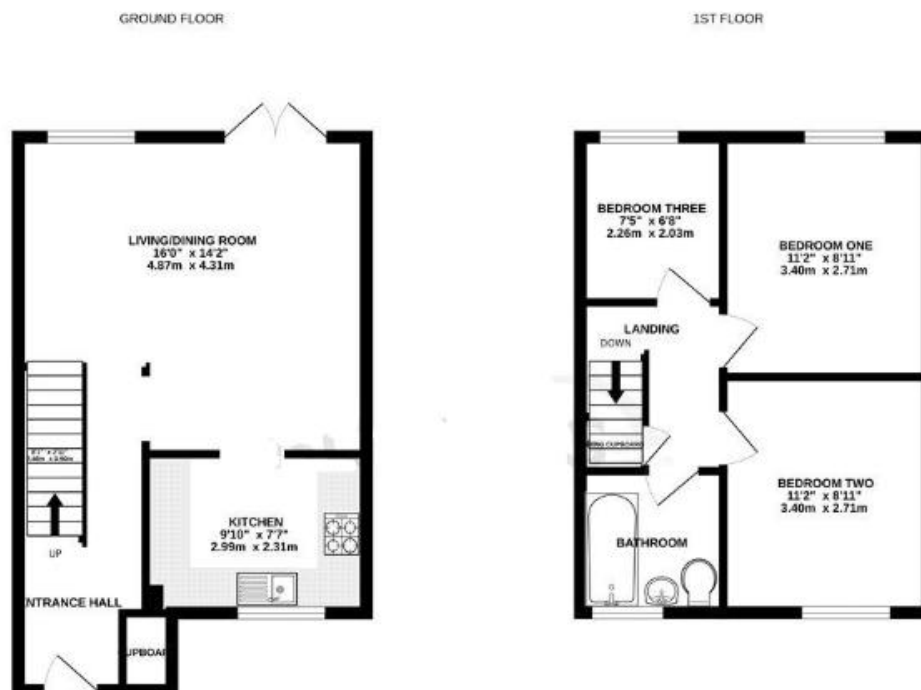 GROUND FLOOR
1ST FLOOR
LIVING/DINING ROOM
16'0" x 14'2"
4.87m x 4.31m
UP
KITCHEN
9'10" x 7'7"
2.99m x 2.31m
ENTRANCE HALL
CUPBOARD
BEDROOM THREE
7'5" x 6'8"
2.26m x 2.03m
BEDROOM ONE
11'2" x 8'11"
3.40m x 2.71m
LANDING
DOWN
CUPBOARD
BEDROOM TWO
11'2" x 8'11"
3.40m x 2.71m
BATHROOM